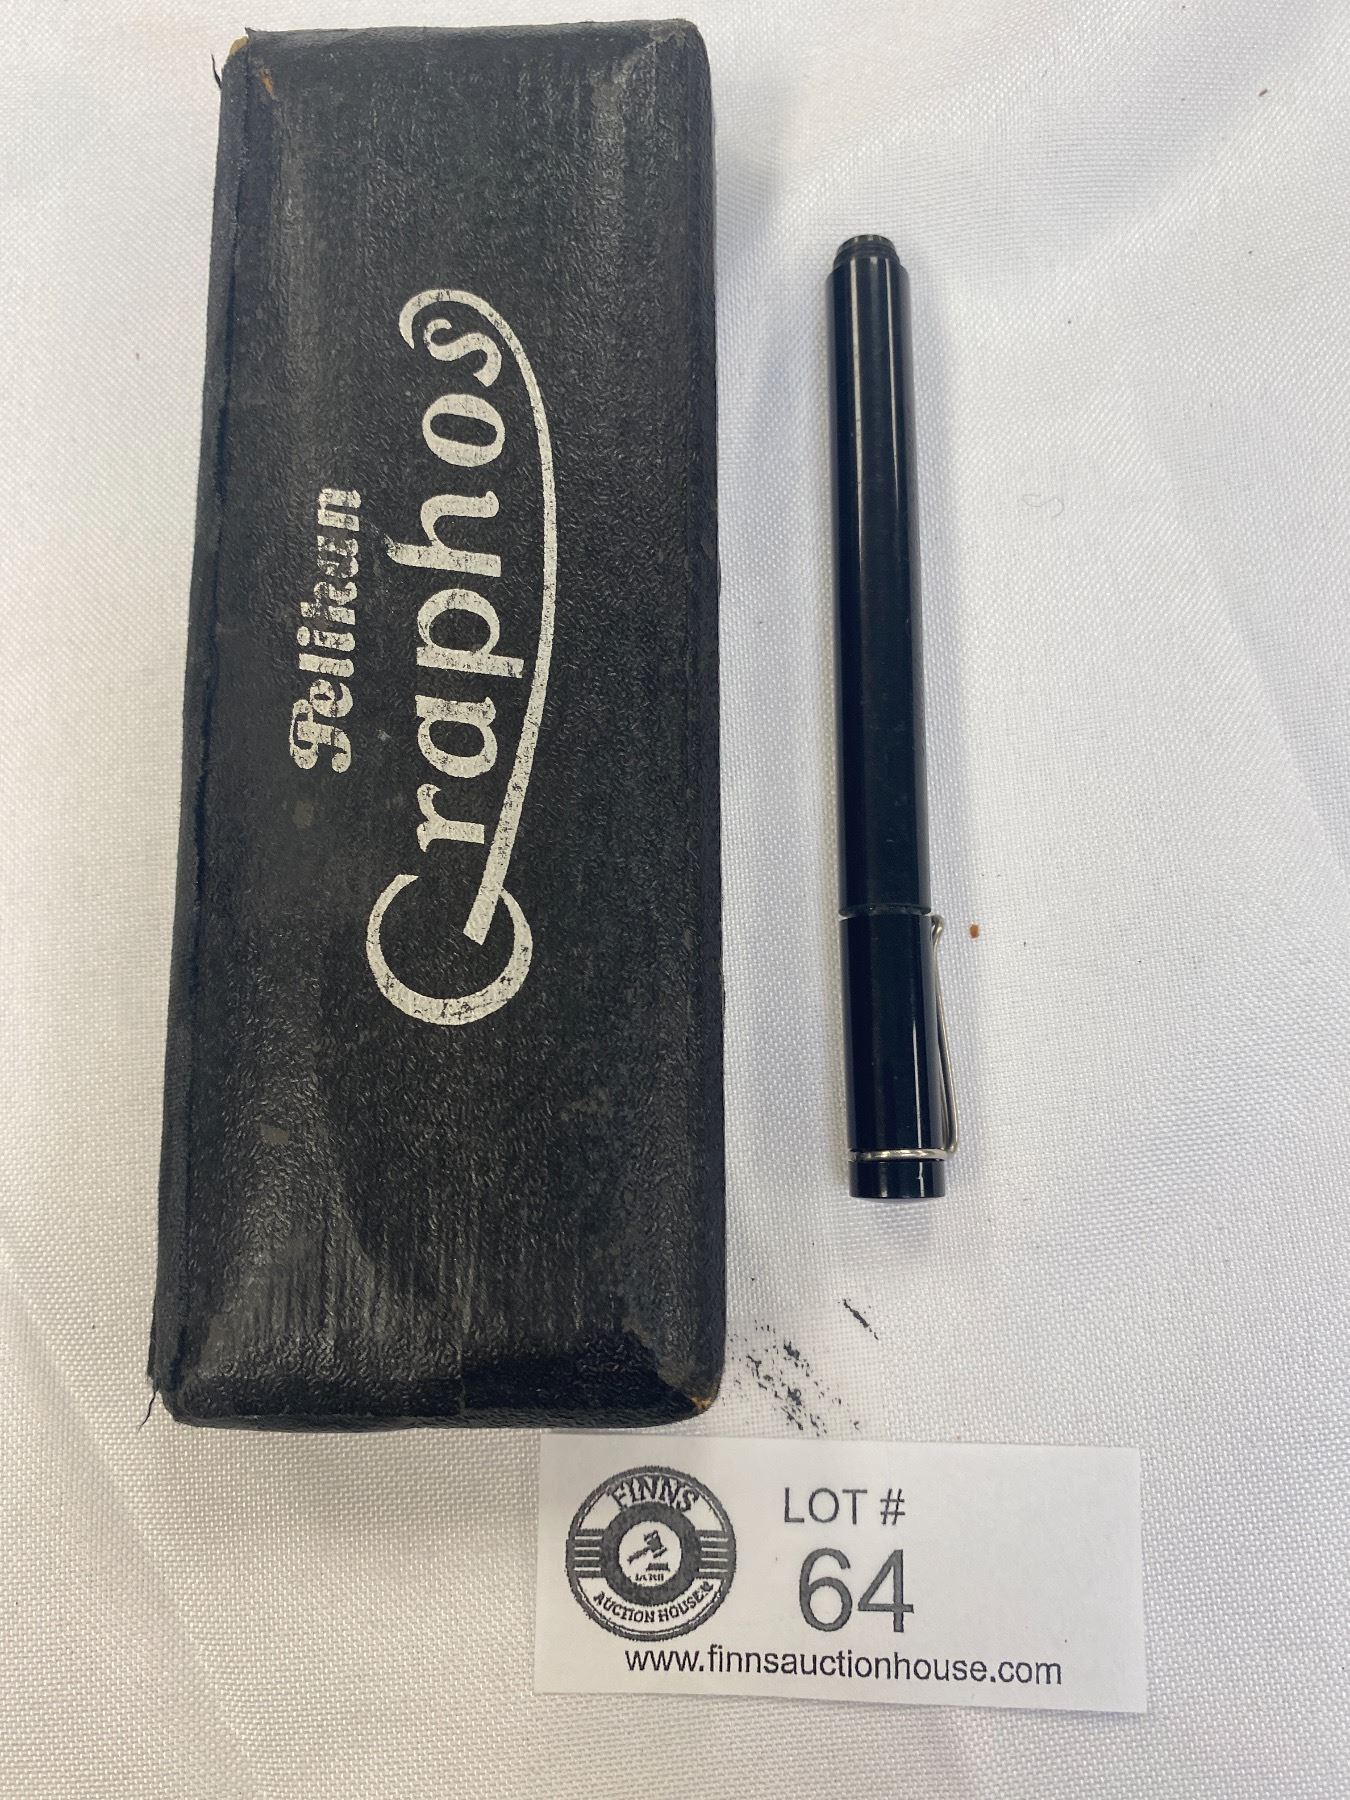 Pelikan
Graphos
FINNS
AUCTION HOUSE
LOT #
64
www.finnsauctionhouse.com